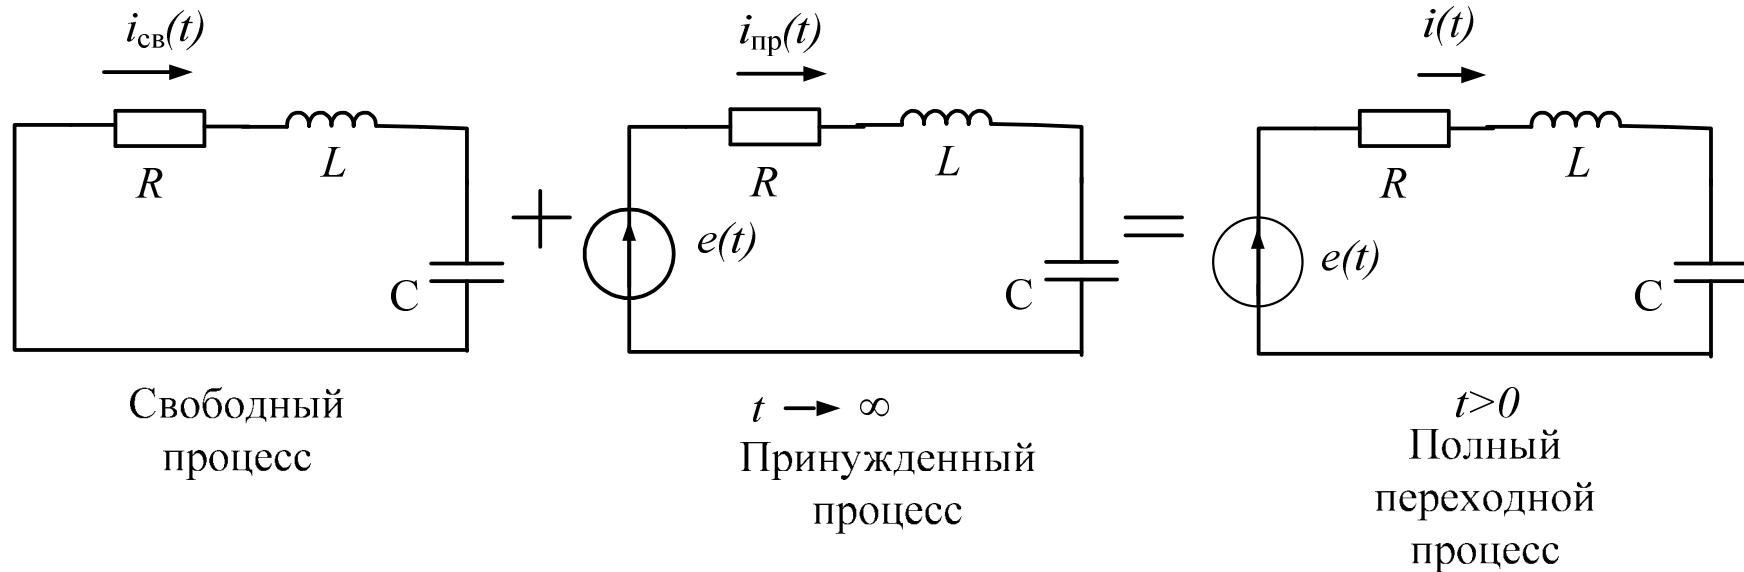 iсв(t)
iпр(t)
i(t)
R
L
R
L
R
L
e(t)
e(t)
C
C
C
Свободный
процесс
t → ∞
Принужденный
процесс
t>0
Полный
переходной
процесс